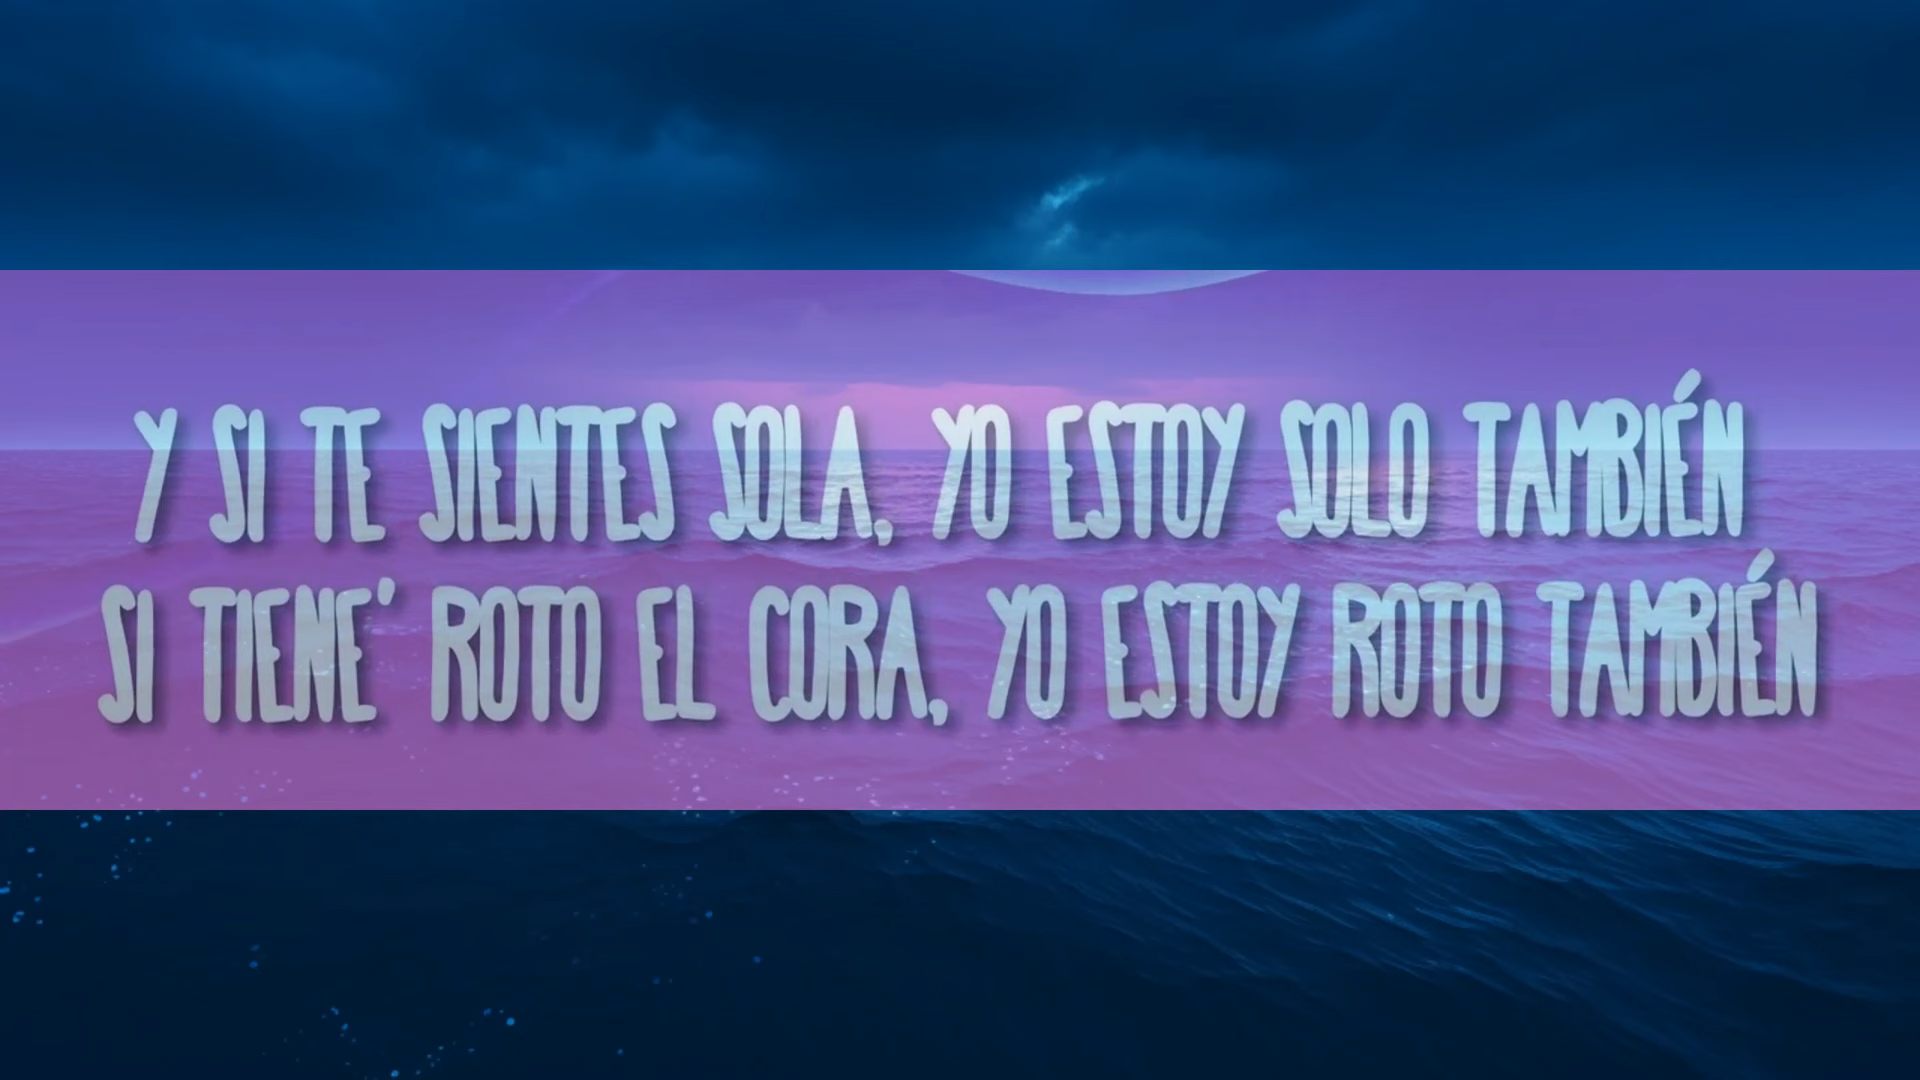 Y SI TE SIENTES SOLA, YO ESTOY SOLO TAMBIÉN
SI TIENE' ROTO EL CORA, YO ESTOY ROTO TAMBIÉN